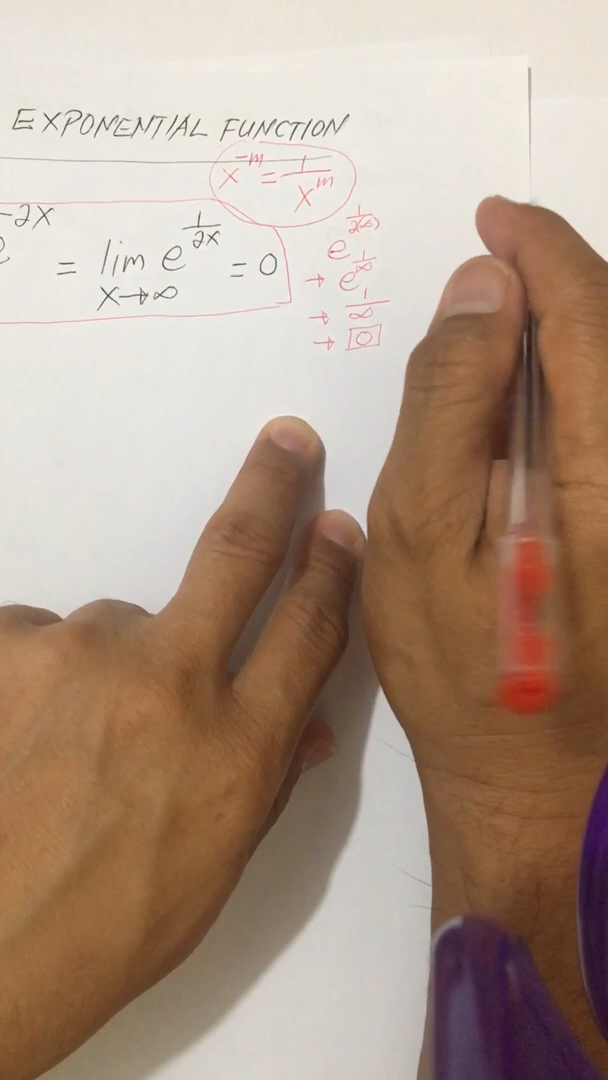 EXPONENTIAL FUNCTION
x^-m = 1/x^m
e^-2x = lim x→∞ e^(1/2x) = 0
e^(1/2(∞))
→ e^(1/∞)
→ 1/∞
→ 0